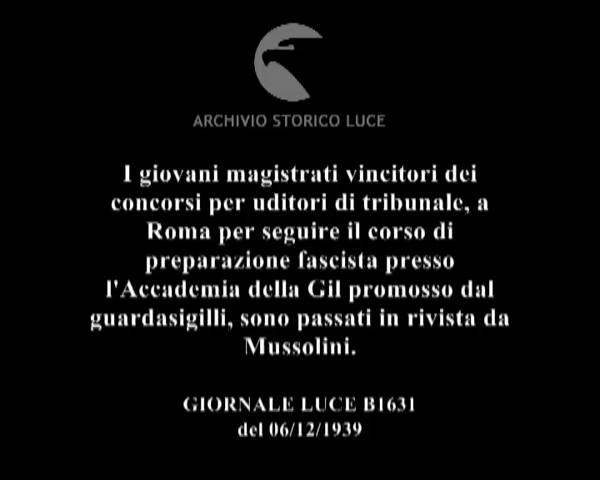 ARCHIVIO STORICO LUCE
I giovani magistrati vincitori dei
concorsi per uditori di tribunale, a
Roma per seguire il corso di
preparazione fascista presso
l'Accademia della Gil promosso dal
guardasigilli, sono passati in rivista da
Mussolini.
GIORNALE LUCE B1631
del 06/12/1939